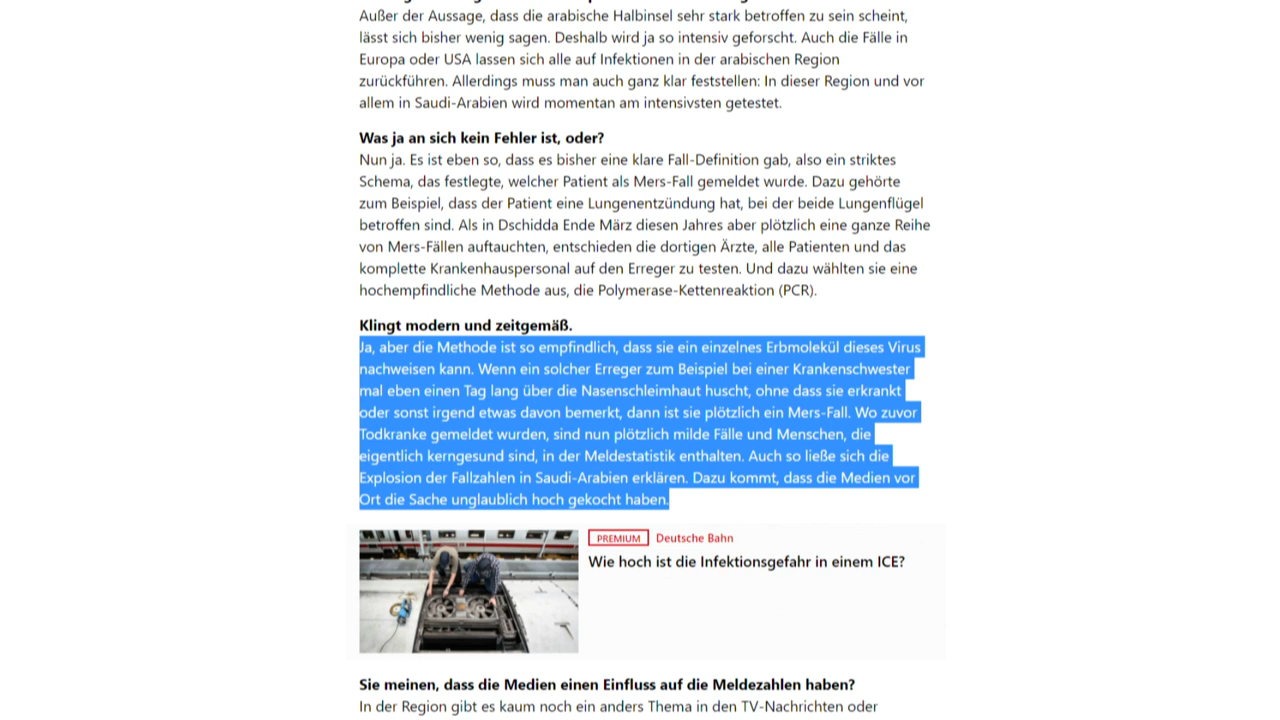 Außer der Aussage, dass die arabische Halbinsel sehr stark betroffen zu sein scheint,
lässt sich bisher wenig sagen. Deshalb wird ja so intensiv geforscht. Auch die Fälle in
Europa oder USA lassen sich alle auf Infektionen in der arabischen Region
zurückführen. Allerdings muss man auch ganz klar feststellen: In dieser Region und vor
allem in Saudi-Arabien wird momentan am intensivsten getestet.
Was ja an sich kein Fehler ist, oder?
Nun ja. Es ist eben so, dass es bisher eine klare Fall-Definition gab, also ein striktes
Schema, das festlegte, welcher Patient als Mers-Fall gemeldet wurde. Dazu gehörte
zum Beispiel, dass der Patient eine Lungenentzündung hat, bei der beide Lungenflügel
betroffen sind. Als in Dschidda Ende März diesen Jahres aber plötzlich eine ganze Reihe
von Mers-Fällen auftauchten, entschieden die dortigen Ärzte, alle Patienten und das
komplette Krankenhauspersonal auf den Erreger zu testen. Und dazu wählten sie eine
hochempfindliche Methode aus, die Polymerase-Kettenreaktion (PCR).
Klingt modern und zeitgemäß.
Ja, aber die Methode ist so empfindlich, dass sie ein einzelnes Erbmolekül dieses Virus
nachweisen kann. Wenn ein solcher Erreger zum Beispiel bei einer Krankenschwester
mal eben einen Tag lang über die Nasenschleimhaut huscht, ohne dass sie erkrankt
oder sonst irgend etwas davon bemerkt, dann ist sie plötzlich ein Mers-Fall. Wo zuvor
Todkranke gemeldet wurden, sind nun plötzlich milde Fälle und Menschen, die
eigentlich kerngesund sind, in der Meldestatistik enthalten. Auch so ließe sich die
Explosion der Fallzahlen in Saudi-Arabien erklären. Dazu kommt, dass die Medien vor
Ort die Sache unglaublich hoch gekocht haben.
PREMIUM Deutsche Bahn
Wie hoch ist die Infektionsgefahr in einem ICE?
Sie meinen, dass die Medien einen Einfluss auf die Meldezahlen haben?
In der Region gibt es kaum noch ein anders Thema in den TV-Nachrichten oder